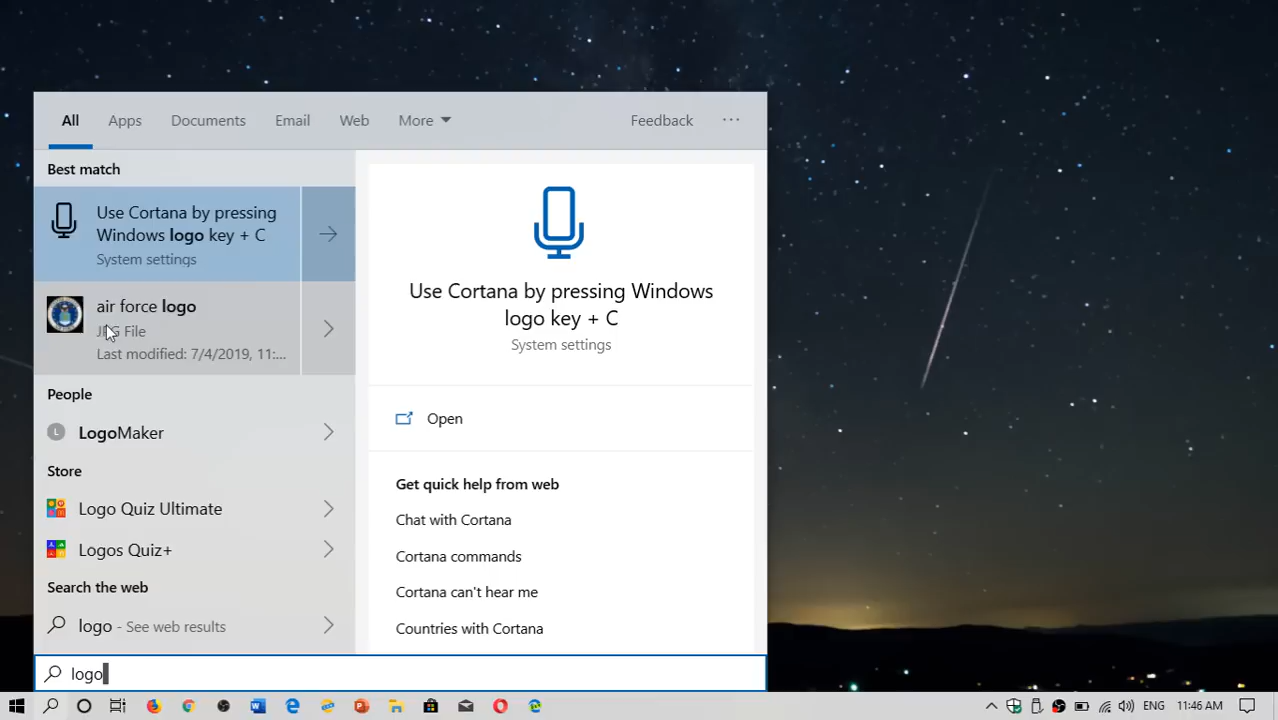 All Apps Documents Email Web More Feedback ...
Best match
Use Cortana by pressing
Windows logo key + C
System settings
air force logo
JPG File
Last modified: 7/4/2019, 11:...
People
L LogoMaker
Store
Logo Quiz Ultimate
Logos Quiz+
Search the web
logo - See web results
Use Cortana by pressing Windows
logo key + C
System settings
Open
Get quick help from web
Chat with Cortana
Cortana commands
Cortana can't hear me
Countries with Cortana
logo
ENG 11:46 AM